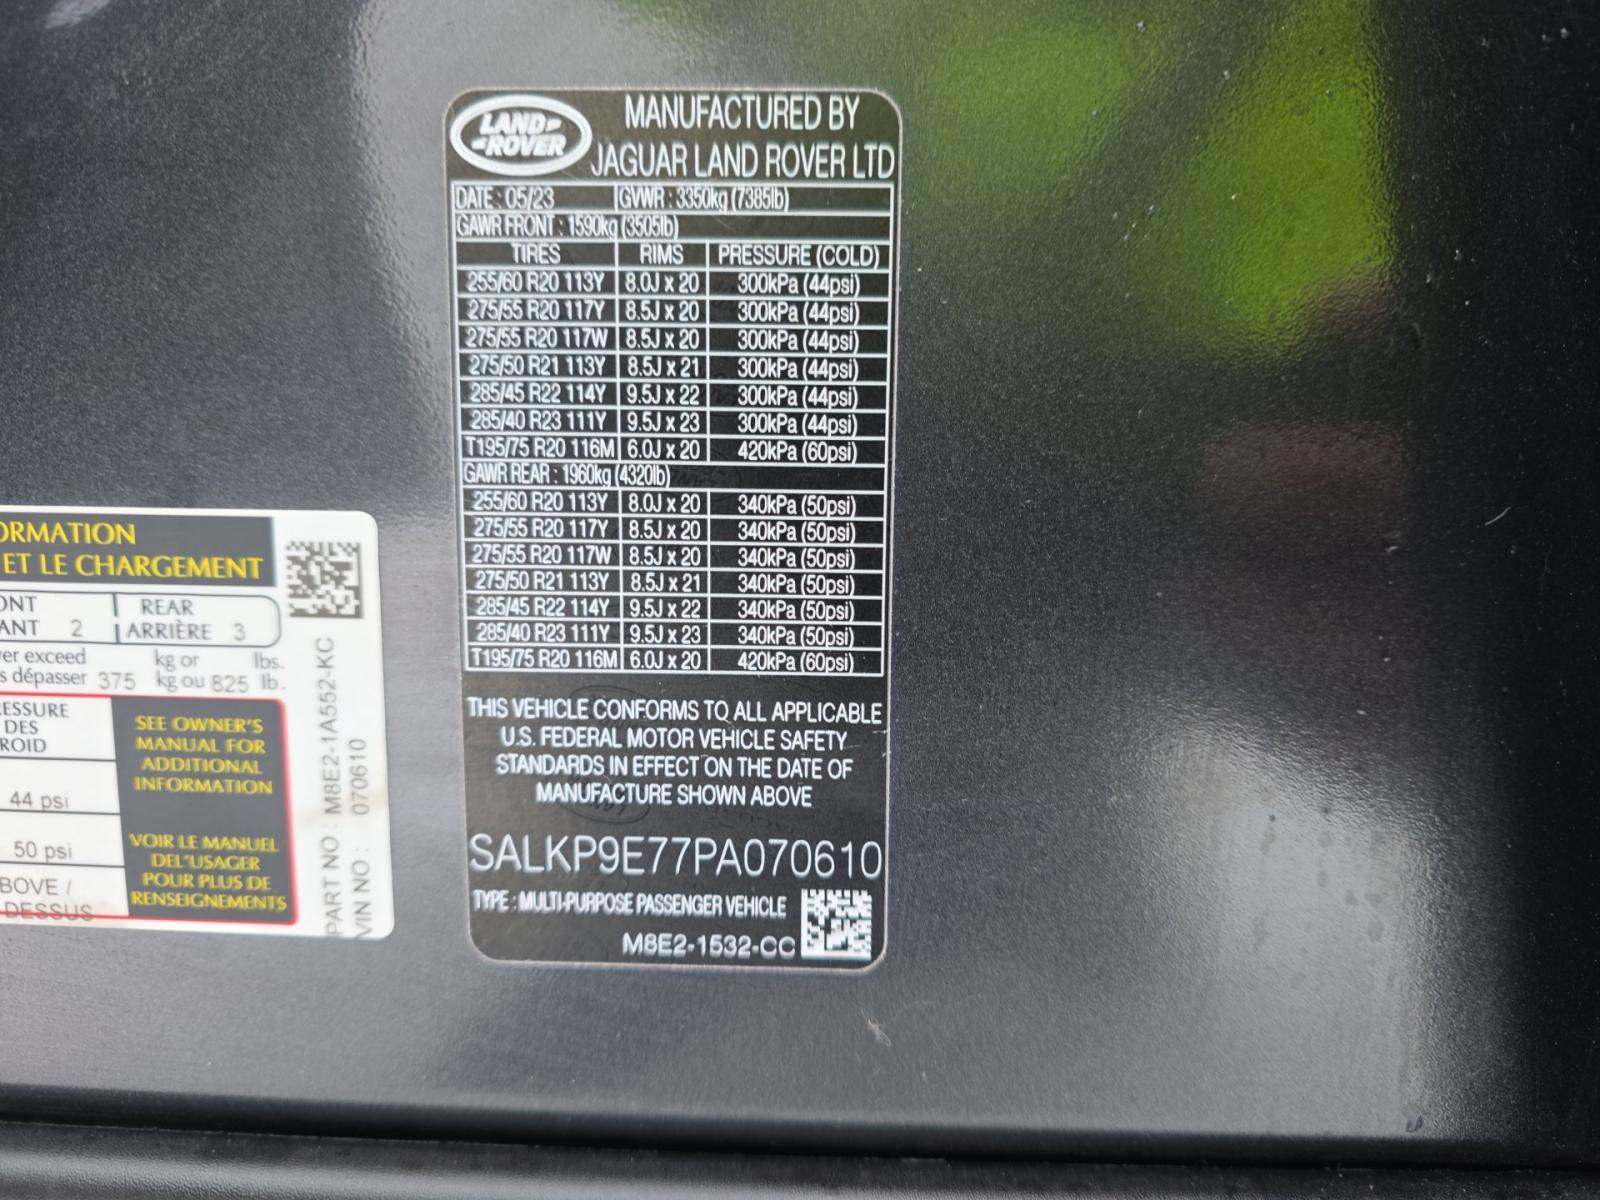 LAND-
-ROVER
MANUFACTURED BY
JAGUAR LAND ROVER LTD
DATE : 05/23 GVWR : 3350kg (7385lb)
GAWR FRONT : 1590kg (3505lb)
TIRES RIMS PRESSURE (COLD)
255/60 R20 113Y 8.0J x 20 300kPa (44psi)
275/55 R20 117Y 8.5J x 20 300kPa (44psi)
275/55 R20 117W 8.5J x 20 300kPa (44psi)
275/50 R21 113Y 8.5J x 21 300kPa (44psi)
285/45 R22 114Y 9.5J x 22 300kPa (44psi)
285/40 R23 111Y 9.5J x 23 300kPa (44psi)
T195/75 R20 116M 6.0J x 20 420kPa (60psi)
GAWR REAR : 1960kg (4320lb)
255/60 R20 113Y 8.0J x 20 340kPa (50psi)
275/55 R20 117Y 8.5J x 20 340kPa (50psi)
275/55 R20 117W 8.5J x 20 340kPa (50psi)
275/50 R21 113Y 8.5J x 21 340kPa (50psi)
285/45 R22 114Y 9.5J x 22 340kPa (50psi)
285/40 R23 111Y 9.5J x 23 340kPa (50psi)
T195/75 R20 116M 6.0J x 20 420kPa (60psi)
THIS VEHICLE CONFORMS TO ALL APPLICABLE
U.S. FEDERAL MOTOR VEHICLE SAFETY
STANDARDS IN EFFECT ON THE DATE OF
MANUFACTURE SHOWN ABOVE
SALKP9E77PA070610
TYPE : MULTI-PURPOSE PASSENGER VEHICLE
M8E2-1532-CC
ORMATION
ET LE CHARGEMENT
ONT REAR
ANT 2 ARRIÈRE 3
er exceed kg or lbs.
s dépasser 375 kg ou 825 lb.
ESSURE
DES
ROID
44 psi
50 psi
BOVE /
DESSUS
SEE OWNER'S
MANUAL FOR
ADDITIONAL
INFORMATION
VOIR LE MANUEL
DEL'USAGER
POUR PLUS DE
RENSEIGNEMENTS
PART NO : M8E2-1A552-KC
VIN NO : 070610